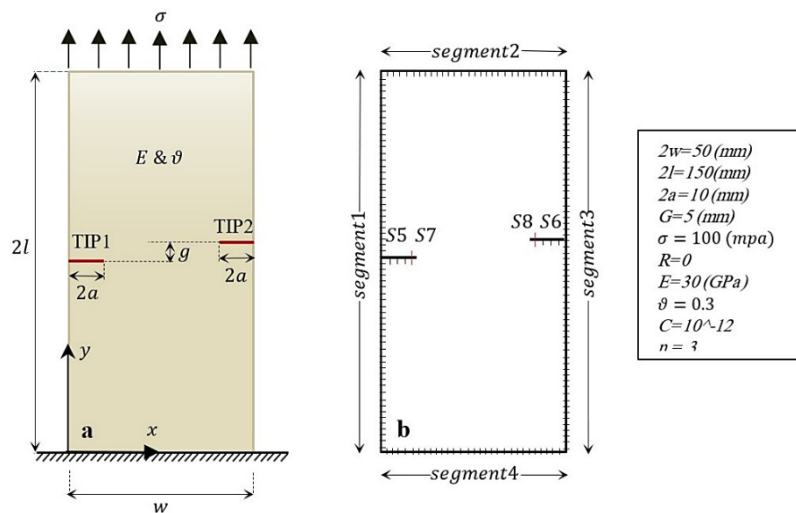 σ
E & ϑ
2l
TIP1
TIP2
g
2a
2a
y
a
x
w
segment2
segment1
S5 S7
S8 S6
segment3
b
segment4
2w=50 (mm)
2l=150(mm)
2a=10 (mm)
G=5 (mm)
σ = 100 (mpa)
R=0
E=30 (GPa)
ϑ = 0.3
C=10^-12
n = 3